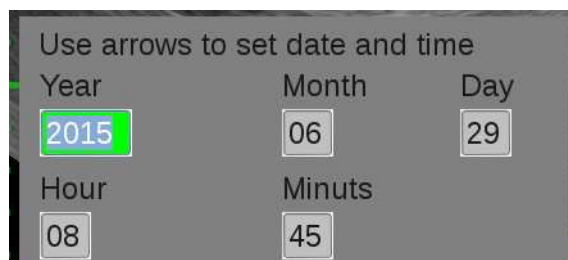 Use arrows to set date and time
Year Month Day
2015 06 29
Hour Minuts
08 45